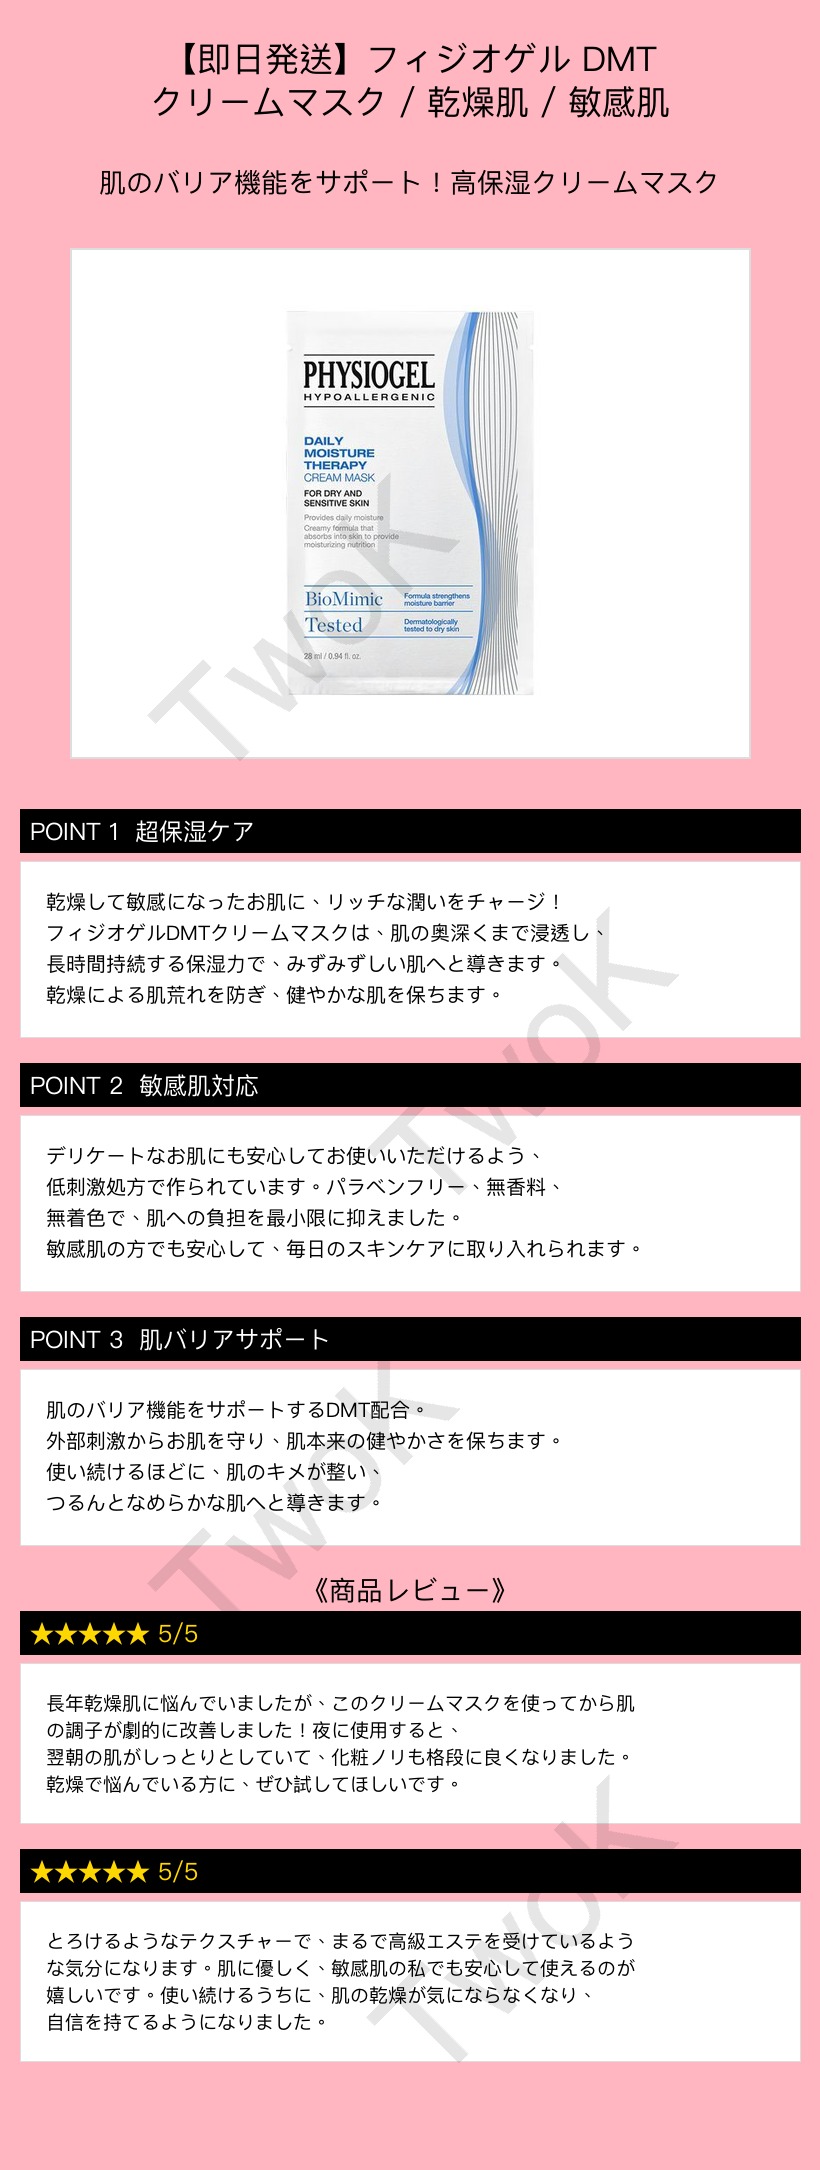 【即日発送】フィジオゲル DMT
クリームマスク / 乾燥肌 / 敏感肌
肌のバリア機能をサポート！高保湿クリームマスク
PHYSIOGEL
HYPOALLERGENIC
DAILY
MOISTURE
THERAPY
CREAM MASK
FOR DRY AND
SENSITIVE SKIN
Provides daily moisture
Creamy formula that
absorbs into skin to provide
moisturizing nutrition
BioMimic
Formula strengthens
moisture barrier
Tested
Dermatologically
tested to dry skin
28 ml / 0.94 fl. oz.
TwoK
POINT 1 超保湿ケア
乾燥して敏感になったお肌に、リッチな潤いをチャージ！
フィジオゲルDMTクリームマスクは、肌の奥深くまで浸透し、
長時間持続する保湿力で、みずみずしい肌へと導きます。
乾燥による肌荒れを防ぎ、健やかな肌を保ちます。
TwoK
POINT 2 敏感肌対応
デリケートなお肌にも安心してお使いいただけるよう、
低刺激処方で作られています。パラベンフリー、無香料、
無着色で、肌への負担を最小限に抑えました。
敏感肌の方でも安心して、毎日のスキンケアに取り入れられます。
POINT 3 肌バリアサポート
肌のバリア機能をサポートするDMT配合。
外部刺激からお肌を守り、肌本来の健やかさを保ちます。
使い続けるほどに、肌のキメが整い、
つるんとなめらかな肌へと導きます。
TwoK
《商品レビュー》
★★★★★ 5/5
長年乾燥肌に悩んでいましたが、このクリームマスクを使ってから肌
の調子が劇的に改善しました！夜に使用すると、
翌朝の肌がしっとりとしていて、化粧ノリも格段に良くなりました。
乾燥で悩んでいる方に、ぜひ試してほしいです。
★★★★★ 5/5
とろけるようなテクスチャーで、まるで高級エステを受けているよう
な気分になります。肌に優しく、敏感肌の私でも安心して使えるのが
嬉しいです。使い続けるうちに、肌の乾燥が気にならなくなり、
自信を持てるようになりました。
TwoK